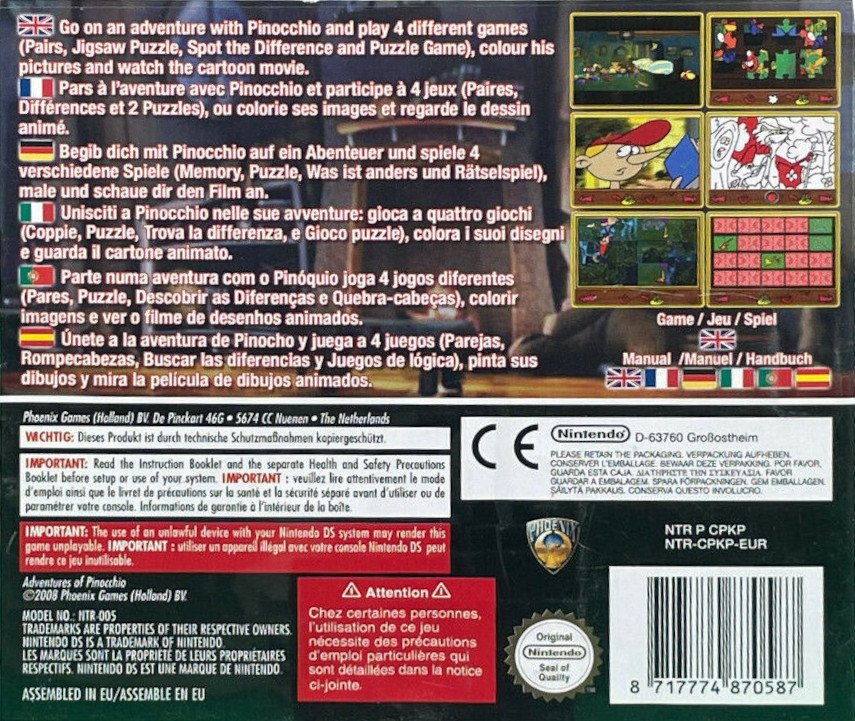 Go on an adventure with Pinocchio and play 4 different games
(Pairs, Jigsaw Puzzle, Spot the Difference and Puzzle Game), colour his
pictures and watch the cartoon movie.
Pars à l'aventure avec Pinocchio et participe à 4 jeux (Paires,
Différences et 2 Puzzles), ou colorie ses images et regarde le dessin
animé.
Begib dich mit Pinocchio auf ein Abenteuer und spiele 4
verschiedene Spiele (Memory, Puzzle, Was ist anders und Rätselspiel),
male und schaue dir den Film an.
Unisciti a Pinocchio nelle sue avventure: gioca a quattro giochi
(Coppie, Puzzle, Trova la differenza, e Gioco puzzle), colora i suoi disegni
e guarda il cartone animato.
Parte numa aventura com o Pinóquio joga 4 jogos diferentes
(Pares, Puzzle, Descobrir as Diferenças e Quebra-cabeças), colorir
imagens e ver o filme de desenhos animados.
Únete a la aventura de Pinocho y juega a 4 juegos (Parejas,
Rompecabezas, Buscar las diferencias y Juegos de lógica), pinta sus
dibujos y mira la película de dibujos animados.
Game / Jeu / Spiel
Manual /Manuel / Handbuch
Phoenix Games (Holland) BV. De Pinckart 46G • 5674 CC Nuenen • The Netherlands
WICHTIG: Dieses Produkt ist durch technische Schutzmaßnahmen kopiergeschützt.
IMPORTANT: Read the Instruction Booklet and the separate Health and Safety Precautions
Booklet before setup or use of your system. IMPORTANT : veuillez lire attentivement le mode
d'emploi ainsi que le livret de précautions sur la santé et la sécurité séparé avant d'utiliser ou de
paramétrer votre console. Informations de garantie à l'intérieure de la boîte.
IMPORTANT: The use of an unlawful device with your Nintendo DS system may render this
game unplayable. IMPORTANT : utiliser un appareil illégal avec votre console Nintendo DS peut
rendre ce jeu inutilisable.
Adventures of Pinocchio
©2008 Phoenix Games (Holland) BV.
MODEL NO.: NTR-005
TRADEMARKS ARE PROPERTIES OF THEIR RESPECTIVE OWNERS.
NINTENDO DS IS A TRADEMARK OF NINTENDO.
LES MARQUES SONT LA PROPRIÉTÉ DE LEURS PROPRIÉTAIRES
RESPECTIFS. NINTENDO DS EST UNE MARQUE DE NINTENDO
ASSEMBLED IN EU/ASSEMBLE EN EU
Attention
Chez certaines personnes,
l'utilisation de ce jeu
nécessite des précautions
d'emploi particulières qui
sont détaillées dans la notice
ci-jointe.
CE
Nintendo D-63760 Großostheim
PLEASE RETAIN THE PACKAGING. VERPACKUNG AUFHEBEN.
CONSERVER L'EMBALLAGE. BEWAAR DEZE VERPAKKING. POR FAVOR,
GUARDA ESTA CAJA. ΔΙΑΤΗΡΗΣΤΕ ΤΗΝ ΣΥΣΚΕΥΑΣΙΑ. FAVOR
GUARDAR A EMBALAGEM. SPARA FÖRPACKNINGEN. GEM EMBALLAGEN.
SÄILYTÄ PAKKAUS. CONSERVA QUESTO INVOLUCRO.
PHOENIX
NTR P CPKP
NTR-CPKP-EUR
Original
Nintendo
Seal of
Quality
8 717774 870587